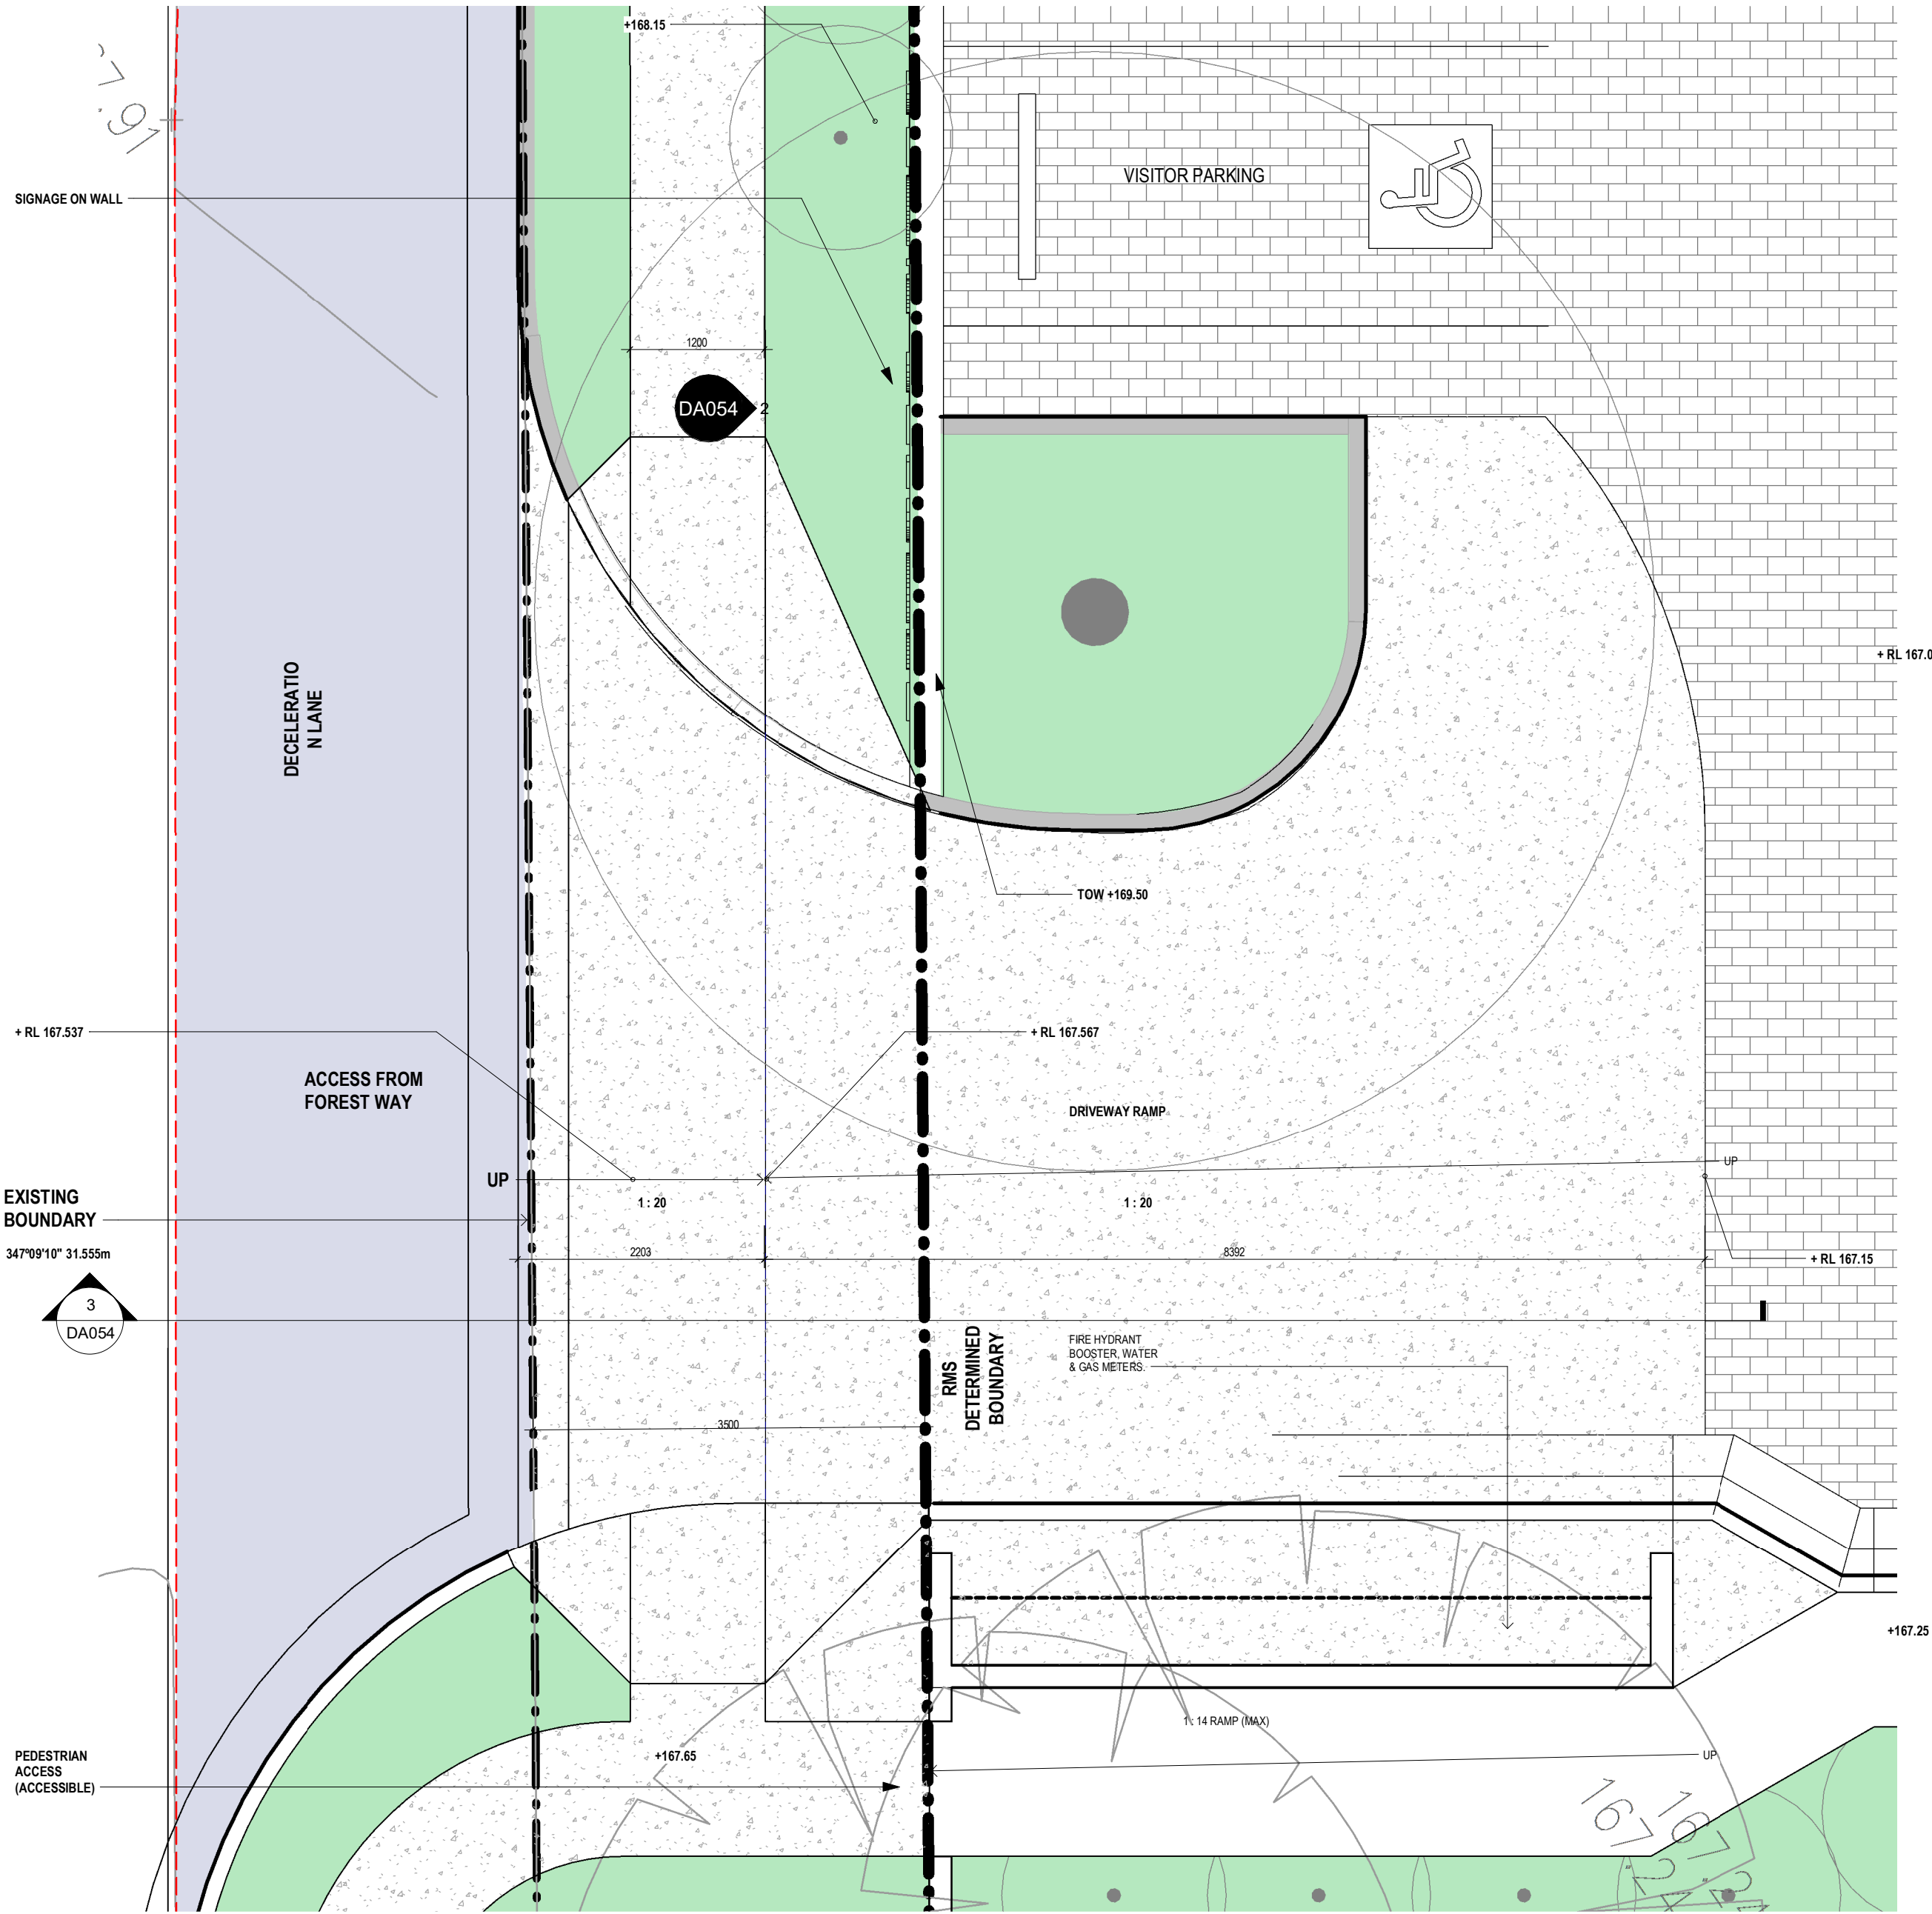 +168.15
7.91
SIGNAGE ON WALL
VISITOR PARKING
1200
DA054
2
+ RL 167.0
DECELERATIO
N LANE
TOW +169.50
+ RL 167.537
+ RL 167.567
ACCESS FROM
FOREST WAY
DRIVEWAY RAMP
UP
UP
EXISTING
BOUNDARY
1 : 20
1 : 20
347º09'10" 31.555m
2203
8392
+ RL 167.15
3
DA054
RMS
DETERMINED
BOUNDARY
FIRE HYDRANT
BOOSTER, WATER
& GAS METERS.
3500
+167.25
1 : 14 RAMP (MAX)
PEDESTRIAN
ACCESS
(ACCESSIBLE)
+167.65
UP